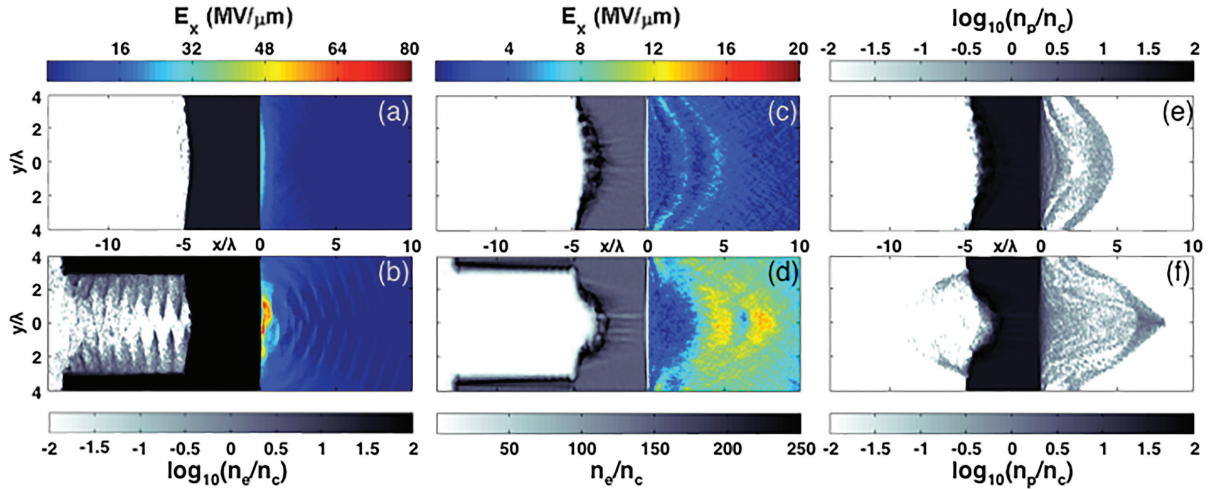 E_x (MV/μm) E_x (MV/μm) log10(n_p/n_c)
16 32 48 64 80 4 8 12 16 20 -2 -1.5 -1 -0.5 0 0.5 1 1.5 2
4 (a) (c) (e)
2
y/λ 0
2
4
-10 -5 x/λ 0 5 10 -10 -5 x/λ 0 5 10 -10 -5 x/λ 0 5 10
4 (b) (d) (f)
2
y/λ 0
2
4
-2 -1.5 -1 -0.5 0 0.5 1 1.5 2 50 100 150 200 250 -2 -1.5 -1 -0.5 0 0.5 1 1.5 2
log10(n_e/n_c) n_e/n_c log10(n_p/n_c)